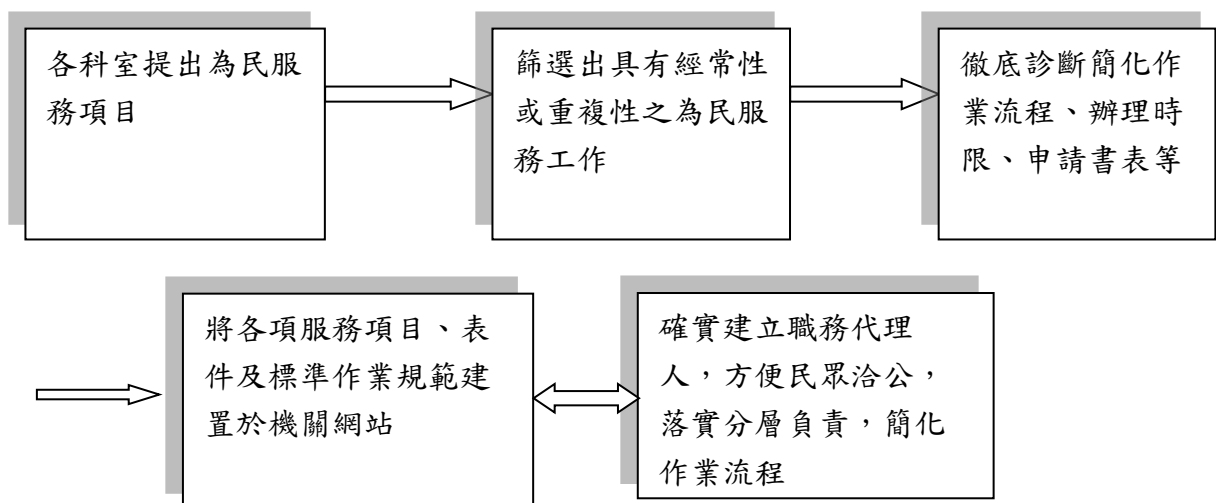 各科室提出為民服
務項目
篩選出具有經常性
或重複性之為民服
務工作
徹底診斷簡化作
業流程、辦理時
限、申請書表等
將各項服務項目、表
件及標準作業規範建
置於機關網站
確實建立職務代理
人，方便民眾洽公，
落實分層負責，簡化
作業流程